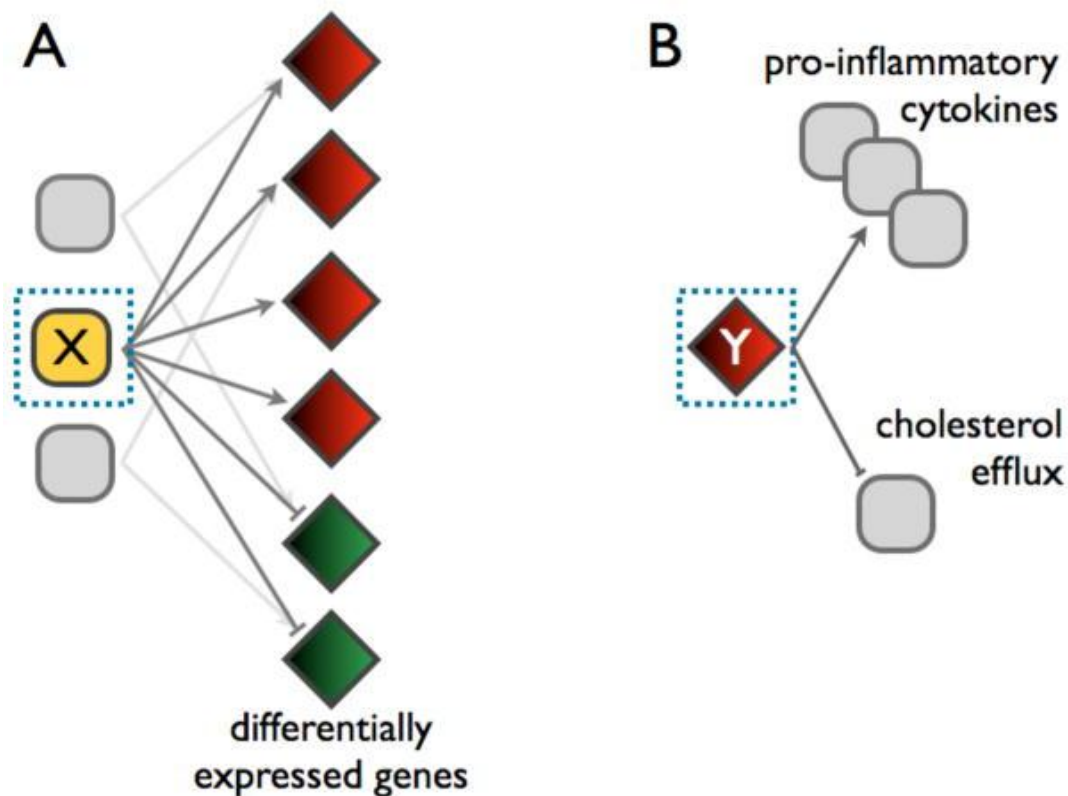 A
X
differentially
expressed genes
B
pro-inflammatory
cytokines
Y
cholesterol
efflux